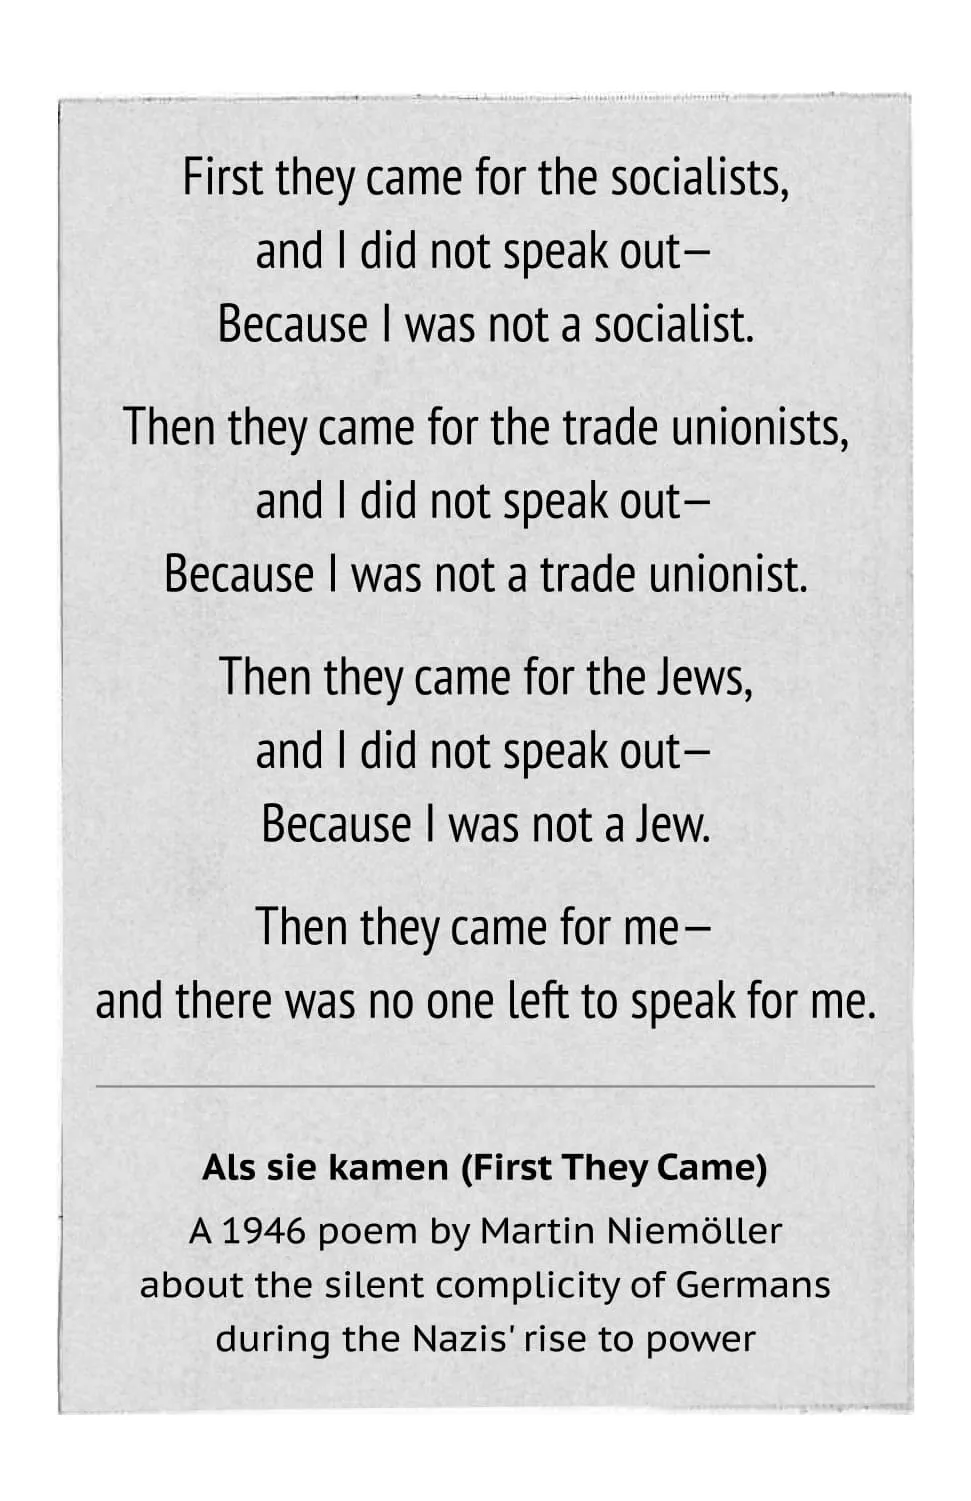 First they came for the socialists,
and I did not speak out—
Because I was not a socialist.
Then they came for the trade unionists,
and I did not speak out—
Because I was not a trade unionist.
Then they came for the Jews,
and I did not speak out—
Because I was not a Jew.
Then they came for me—
and there was no one left to speak for me.
Als sie kamen (First They Came)
A 1946 poem by Martin Niemöller
about the silent complicity of Germans
during the Nazis' rise to power